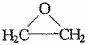 O
H₂C CH₂